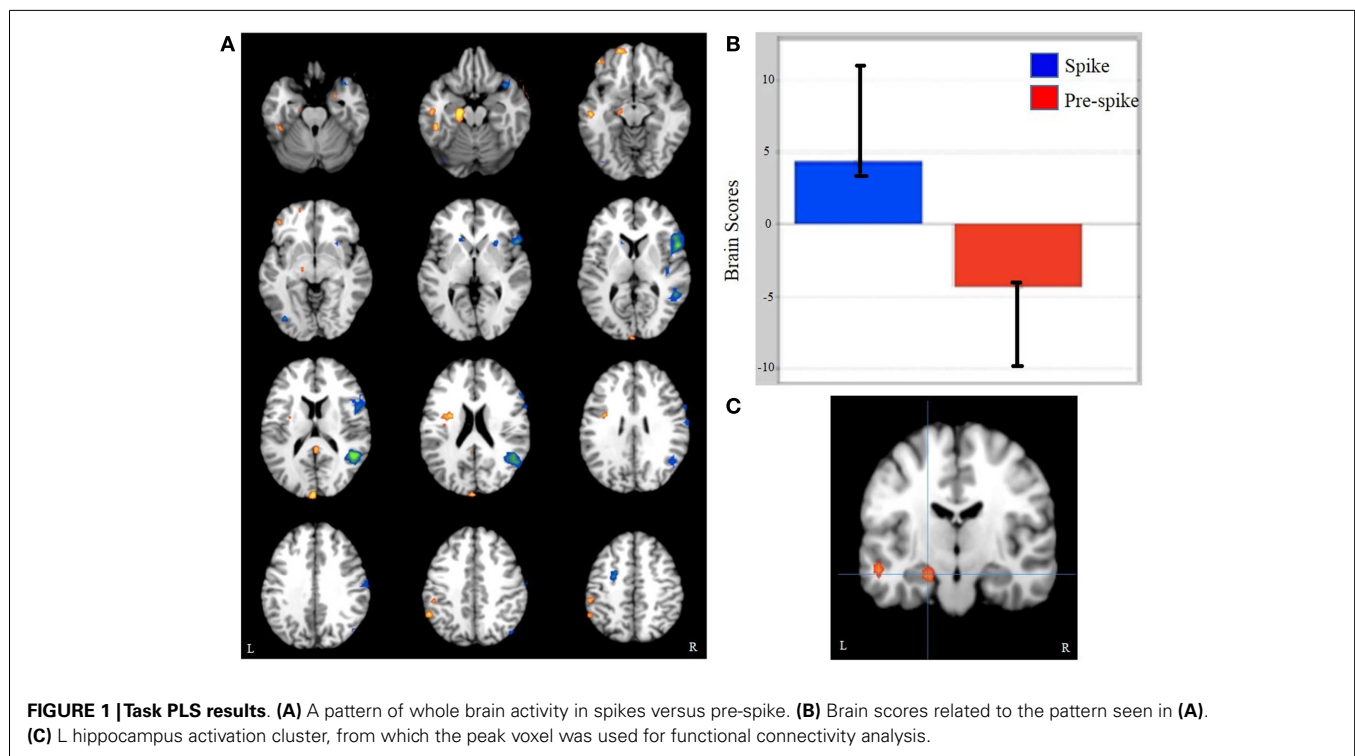 A
L
R
B
10
5
0
-5
-10
Brain Scores
Spike
Pre-spike
C
L
R
FIGURE 1 | Task PLS results. (A) A pattern of whole brain activity in spikes versus pre-spike. (B) Brain scores related to the pattern seen in (A).
(C) L hippocampus activation cluster, from which the peak voxel was used for functional connectivity analysis.